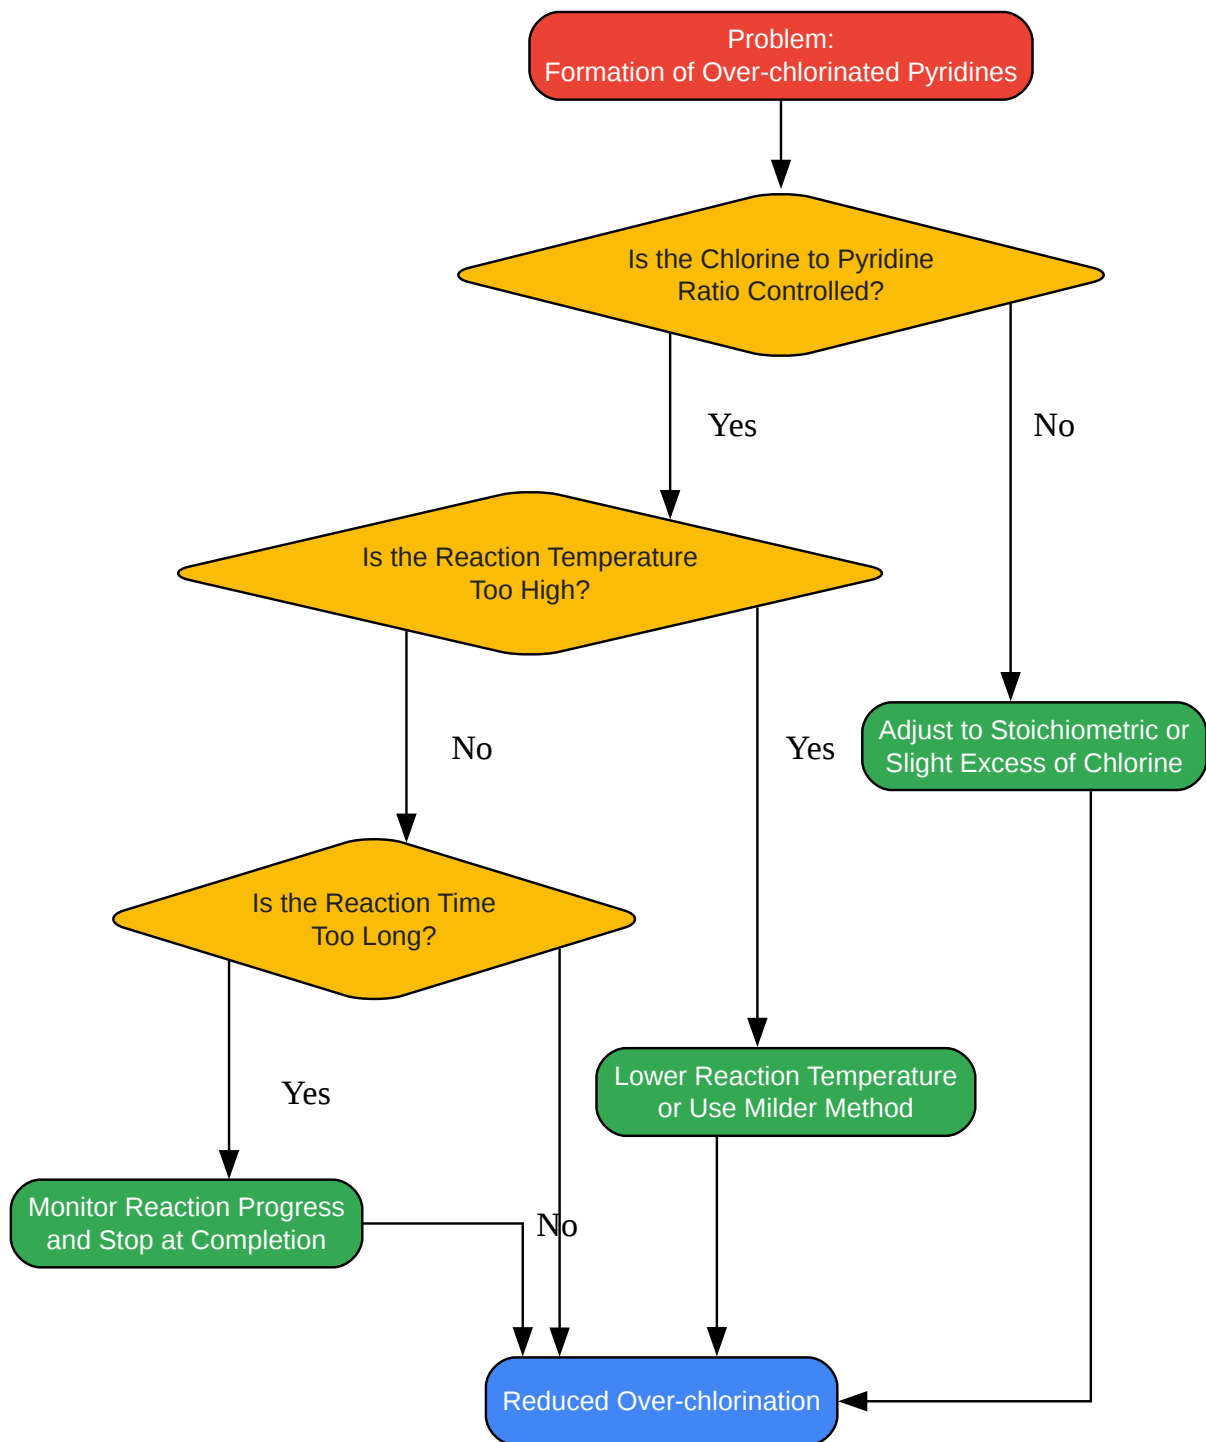 Problem:
Formation of Over-chlorinated Pyridines
Is the Chlorine to Pyridine
Ratio Controlled?
Yes
No
Is the Reaction Temperature
Too High?
No
Yes
Adjust to Stoichiometric or
Slight Excess of Chlorine
Is the Reaction Time
Too Long?
Yes
Lower Reaction Temperature
or Use Milder Method
Monitor Reaction Progress
and Stop at Completion
No
Reduced Over-chlorination